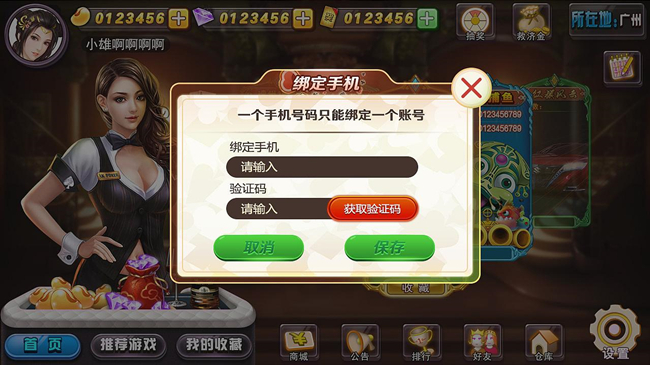 0123456
0123456
0123456
抽奖
救济金
所在地：广州
小雄啊啊啊啊
绑定手机
一个手机号码只能绑定一个账号
绑定手机
请输入
验证码
请输入
获取验证码
取消
保存
捕鱼
0123456789
0123456789
收藏
首页
推荐游戏
我的收藏
商城
公告
排行
好友
仓库
设置